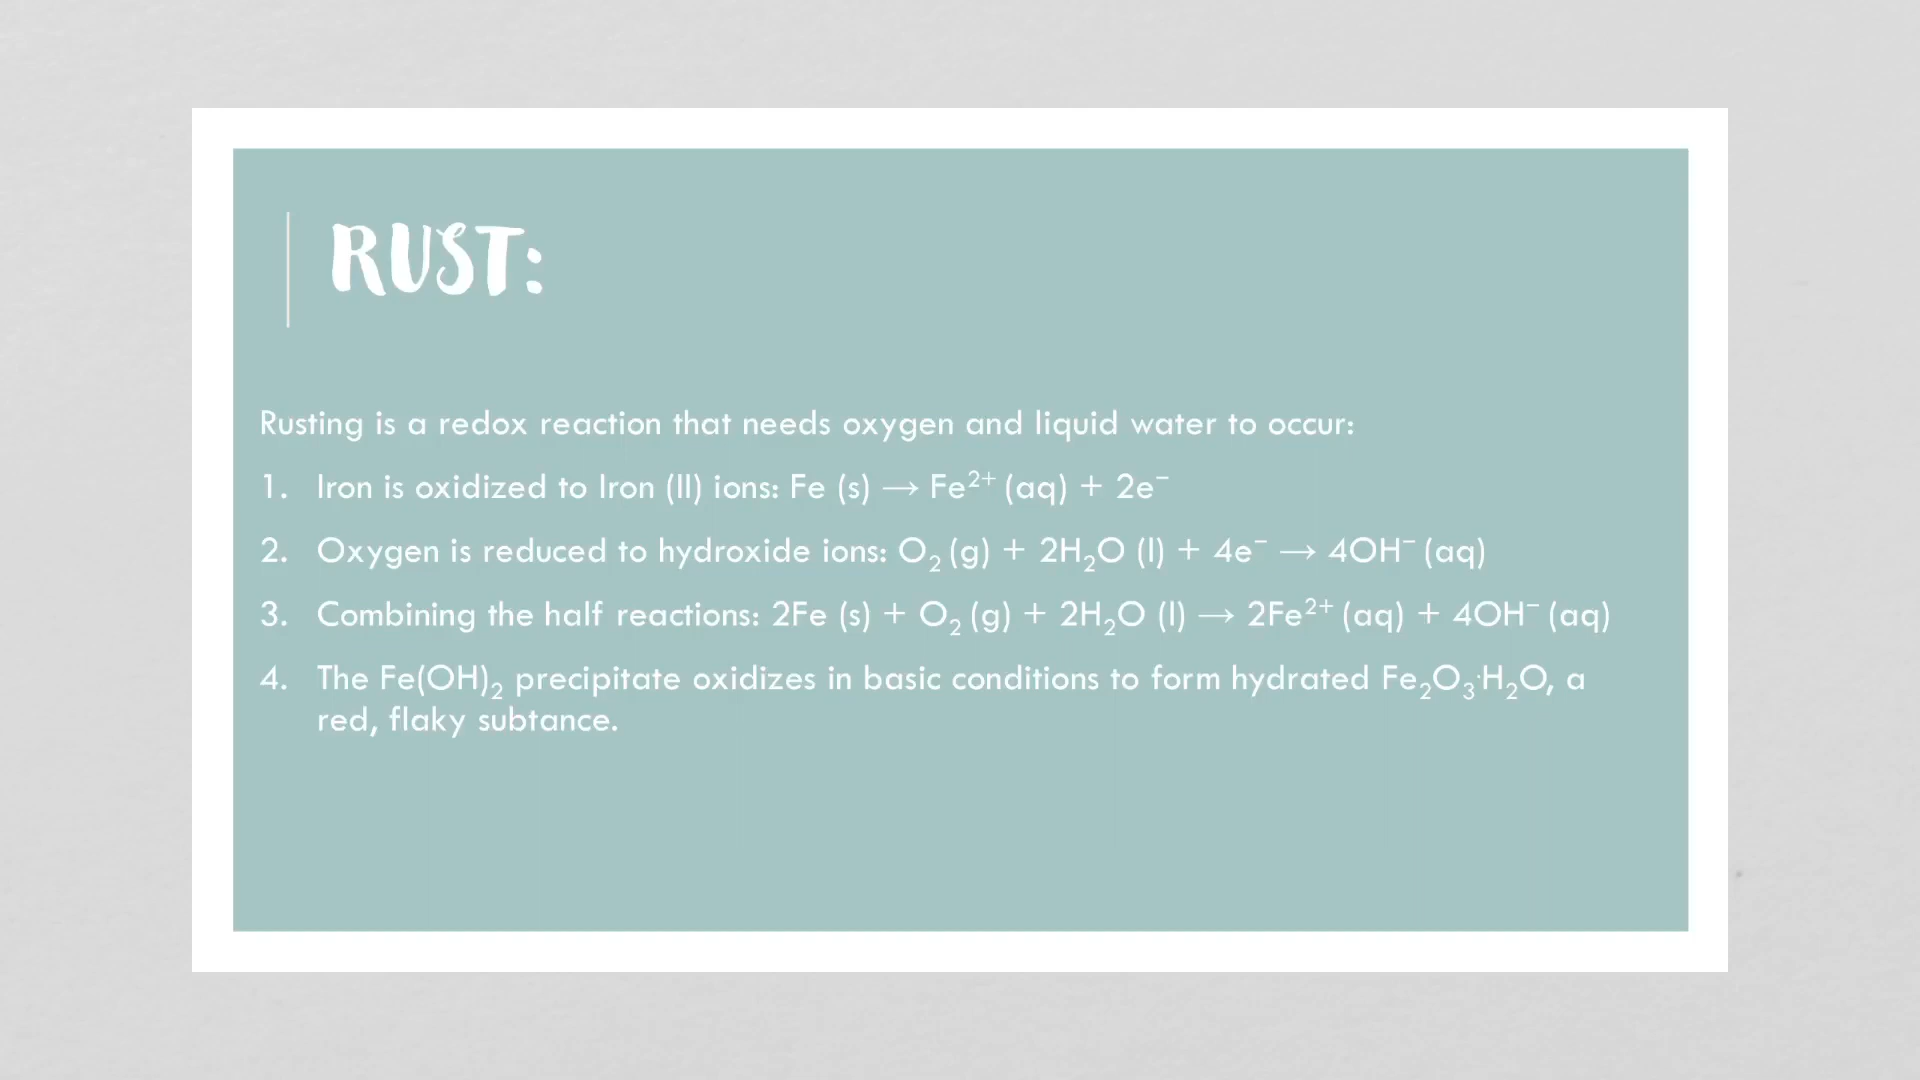 RUST:
Rusting is a redox reaction that needs oxygen and liquid water to occur:
1. Iron is oxidized to Iron (II) ions: Fe (s) → Fe²⁺ (aq) + 2e⁻
2. Oxygen is reduced to hydroxide ions: O₂ (g) + 2H₂O (l) + 4e⁻ → 4OH⁻ (aq)
3. Combining the half reactions: 2Fe (s) + O₂ (g) + 2H₂O (l) → 2Fe²⁺ (aq) + 4OH⁻ (aq)
4. The Fe(OH)₂ precipitate oxidizes in basic conditions to form hydrated Fe₂O₃·H₂O, a
red, flaky subtance.